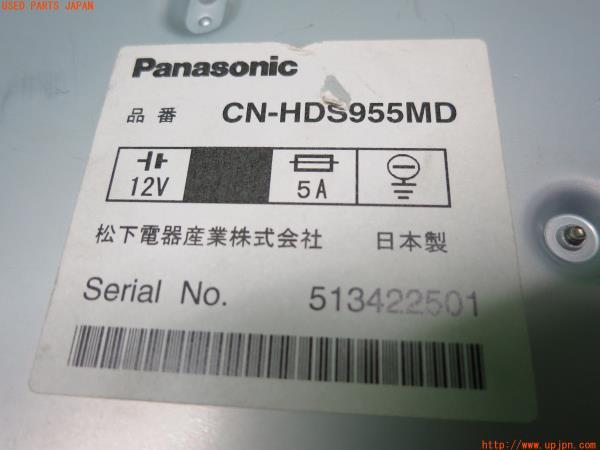 USED PARTS JAPAN
Panasonic
品番 CN-HDS955MD
12V 5A
松下電器産業株式会社 日本製
Serial No. 513422501
© www.upjpn.com